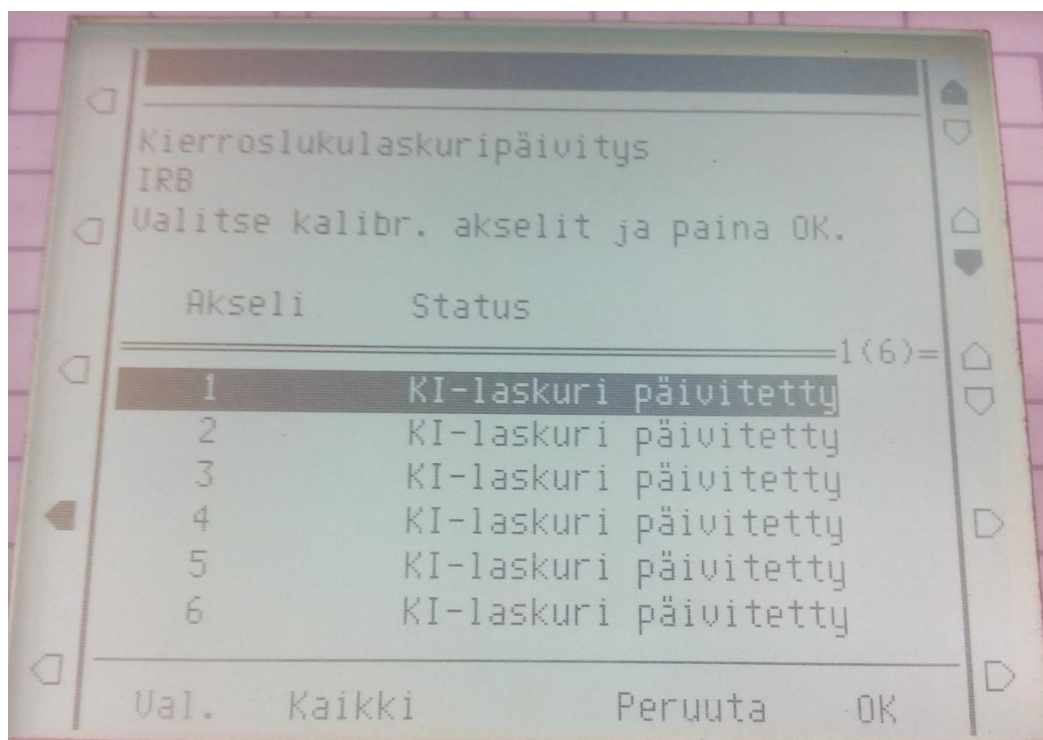 Kierroslukulaskuripäivitys
IRB
Valitse kalibr. akselit ja paina OK.
Akseli Status
1(6)
1 KI-laskuri päivitetty
2 KI-laskuri päivitetty
3 KI-laskuri päivitetty
4 KI-laskuri päivitetty
5 KI-laskuri päivitetty
6 KI-laskuri päivitetty
Val. Kaikki Peruuta OK